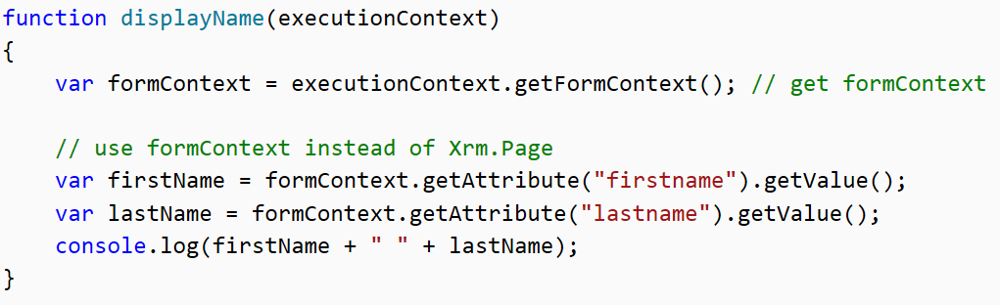 function displayName(executionContext)
{
    var formContext = executionContext.getFormContext(); // get formContext

    // use formContext instead of Xrm.Page
    var firstName = formContext.getAttribute("firstname").getValue();
    var lastName = formContext.getAttribute("lastname").getValue();
    console.log(firstName + " " + lastName);
}